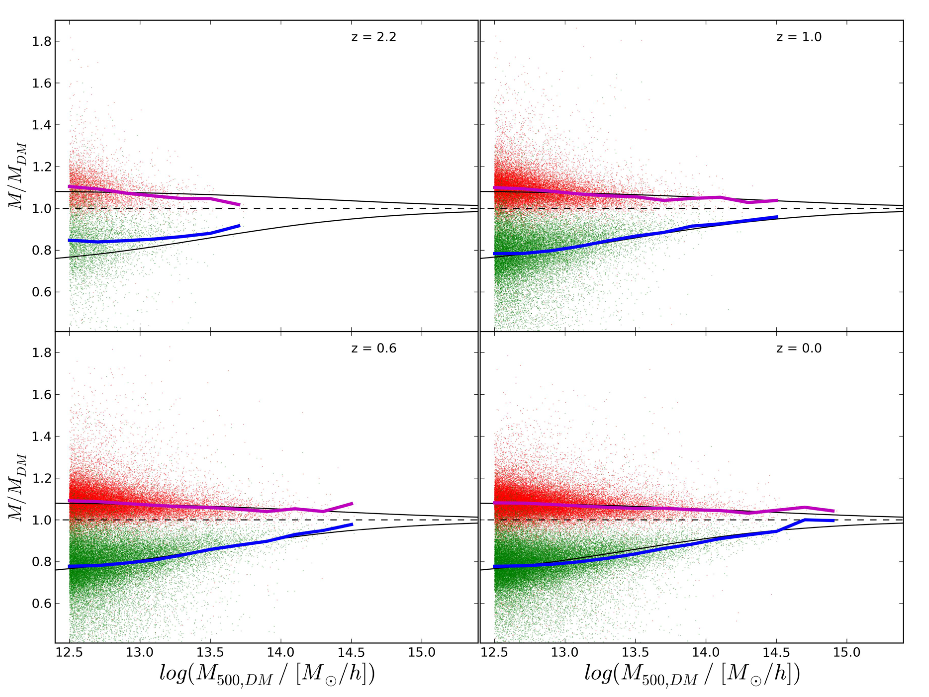 z = 2.2
z = 1.0
1.8
1.6
1.4
1.2
1.0
0.8
0.6
M/M_{DM}
z = 0.6
z = 0.0
1.8
1.6
1.4
1.2
1.0
0.8
0.6
M/M_{DM}
12.5 13.0 13.5 14.0 14.5 15.0
12.5 13.0 13.5 14.0 14.5 15.0
log(M_{500,DM} / [M_☉/h])
log(M_{500,DM} / [M_☉/h])